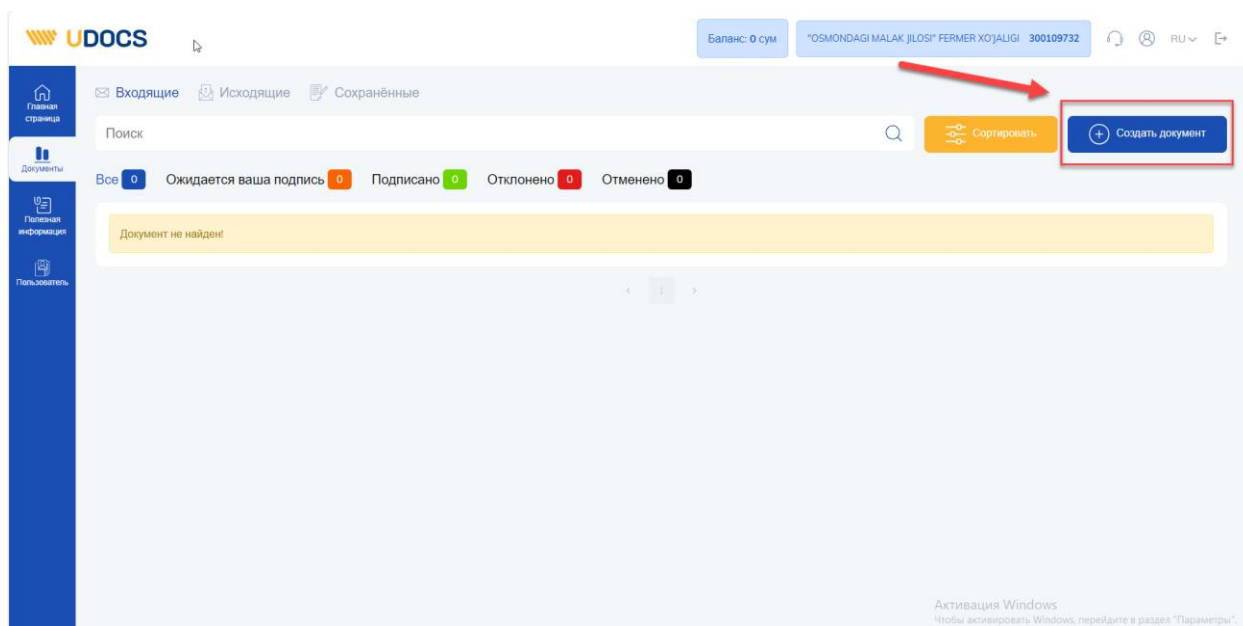 UDOCS
Баланс: 0 сум
"OSMONDAGI MALAK JILOSI" FERMER XO'JALIGI 300109732
RU
Главная
страница
Документы
Полезная
информация
Пользователь
Входящие Исходящие Сохранённые
Поиск
Сортировать
Создать документ
Все 0 Ожидается ваша подпись 0 Подписано 0 Отклонено 0 Отменено 0
Документ не найден!
< 1 >
Активация Windows
Чтобы активировать Windows, перейдите в раздел "Параметры".